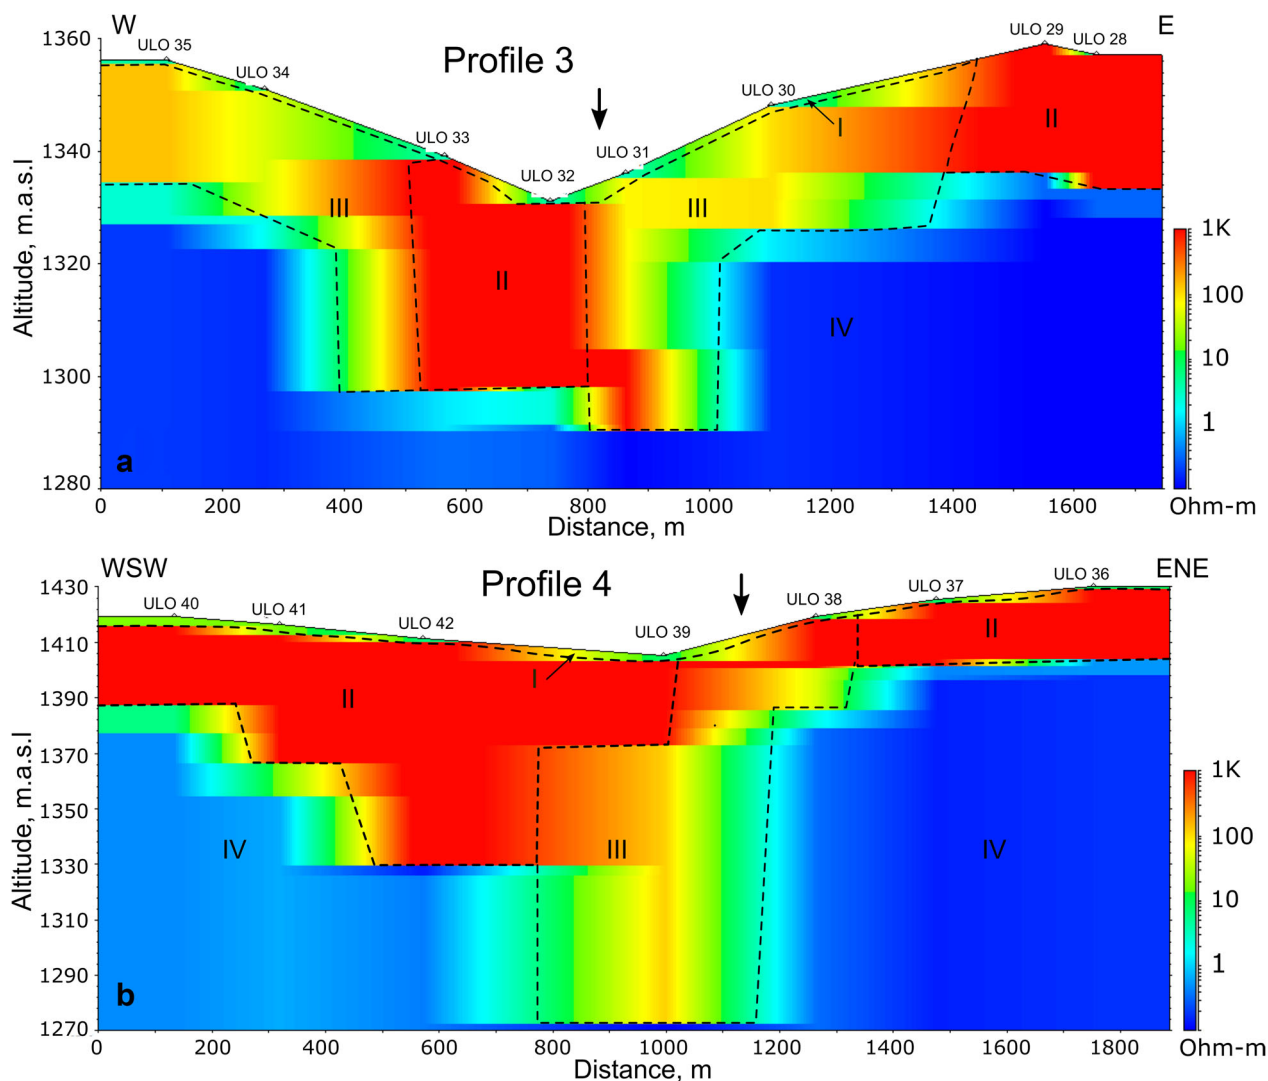 W
E
Profile 3
ULO 35
ULO 34
ULO 33
ULO 32
ULO 31
ULO 30
ULO 29
ULO 28
Altitude, m.a.s.l
1360
1340
1320
1300
1280
I
II
III
III
II
IV
a
0 200 400 600 800 1000 1200 1400 1600
Distance, m
1K
100
10
1
Ohm-m
WSW
ENE
Profile 4
ULO 40
ULO 41
ULO 42
ULO 39
ULO 38
ULO 37
ULO 36
Altitude, m.a.s.l
1430
1410
1390
1370
1350
1330
1310
1290
1270
II
I
II
IV
III
IV
b
0 200 400 600 800 1000 1200 1400 1600 1800
Distance, m
1K
100
10
1
Ohm-m